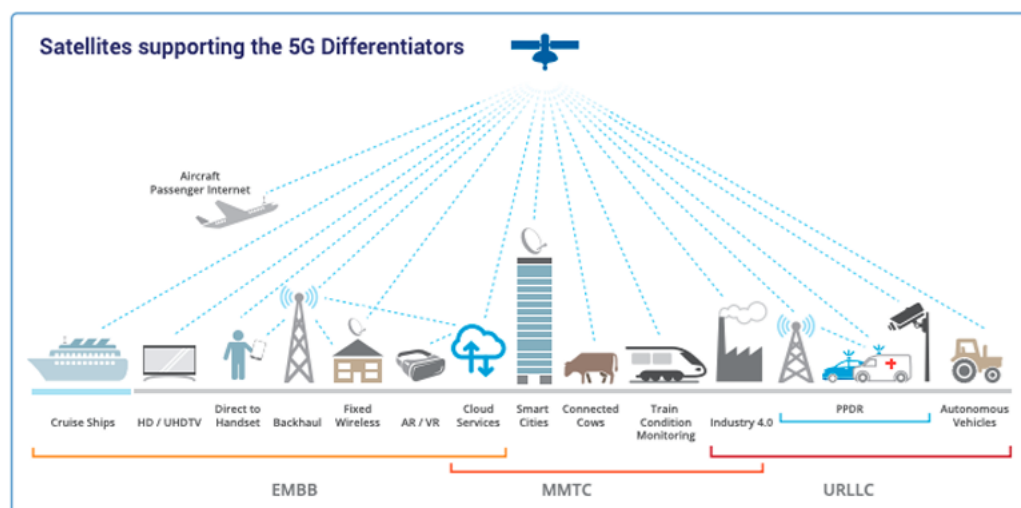 Satellites supporting the 5G Differentiators
Aircraft
Passenger Internet
Cruise Ships
HD / UHDTV
Direct to
Handset
Backhaul
Fixed
Wireless
AR / VR
Cloud
Services
Smart
Cities
Connected
Cows
Train
Condition
Monitoring
Industry 4.0
PPDR
Autonomous
Vehicles
EMBB
MMTC
URLLC